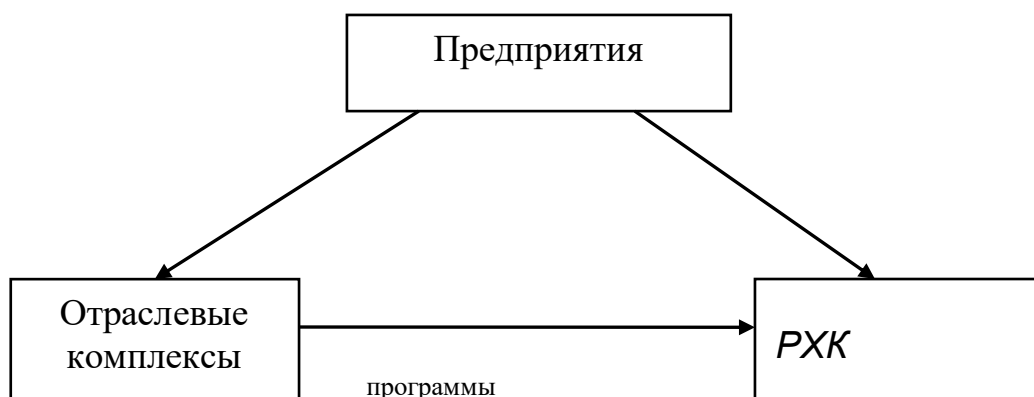 Предприятия
Отраслевые
комплексы
РХК
программы